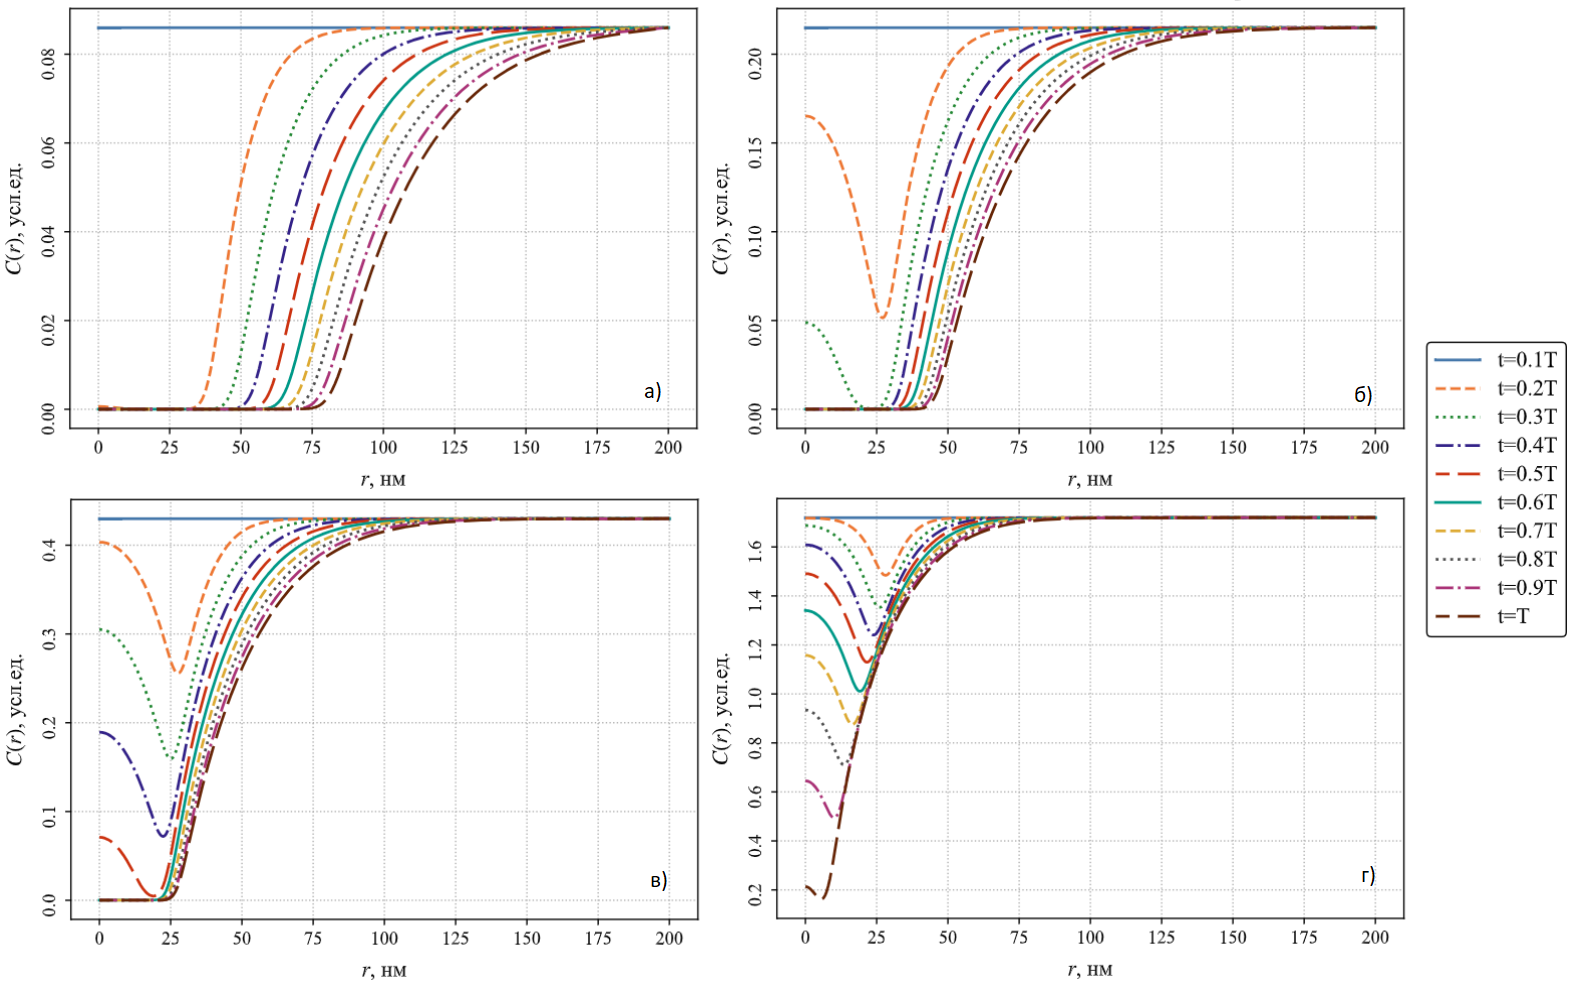 0.08
0.06
0.04
0.02
0.00
C(r), усл.ед.
а)
0 25 50 75 100 125 150 175 200
r, нм
0.20
0.15
0.10
0.05
0.00
C(r), усл.ед.
б)
0 25 50 75 100 125 150 175 200
r, нм
0.4
0.3
0.2
0.1
0.0
C(r), усл.ед.
в)
0 25 50 75 100 125 150 175 200
r, нм
1.6
1.4
1.2
1.0
0.8
0.6
0.4
0.2
C(r), усл.ед.
г)
0 25 50 75 100 125 150 175 200
r, нм
t=0.1T
t=0.2T
t=0.3T
t=0.4T
t=0.5T
t=0.6T
t=0.7T
t=0.8T
t=0.9T
t=T